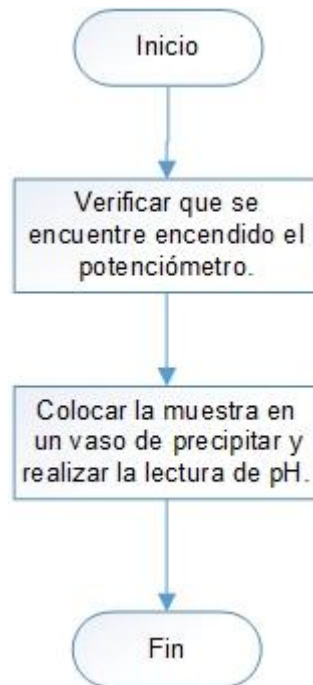 Inicio
Verificar que se
encuentre encendido el
potenciómetro.
Colocar la muestra en
un vaso de precipitar y
realizar la lectura de pH.
Fin